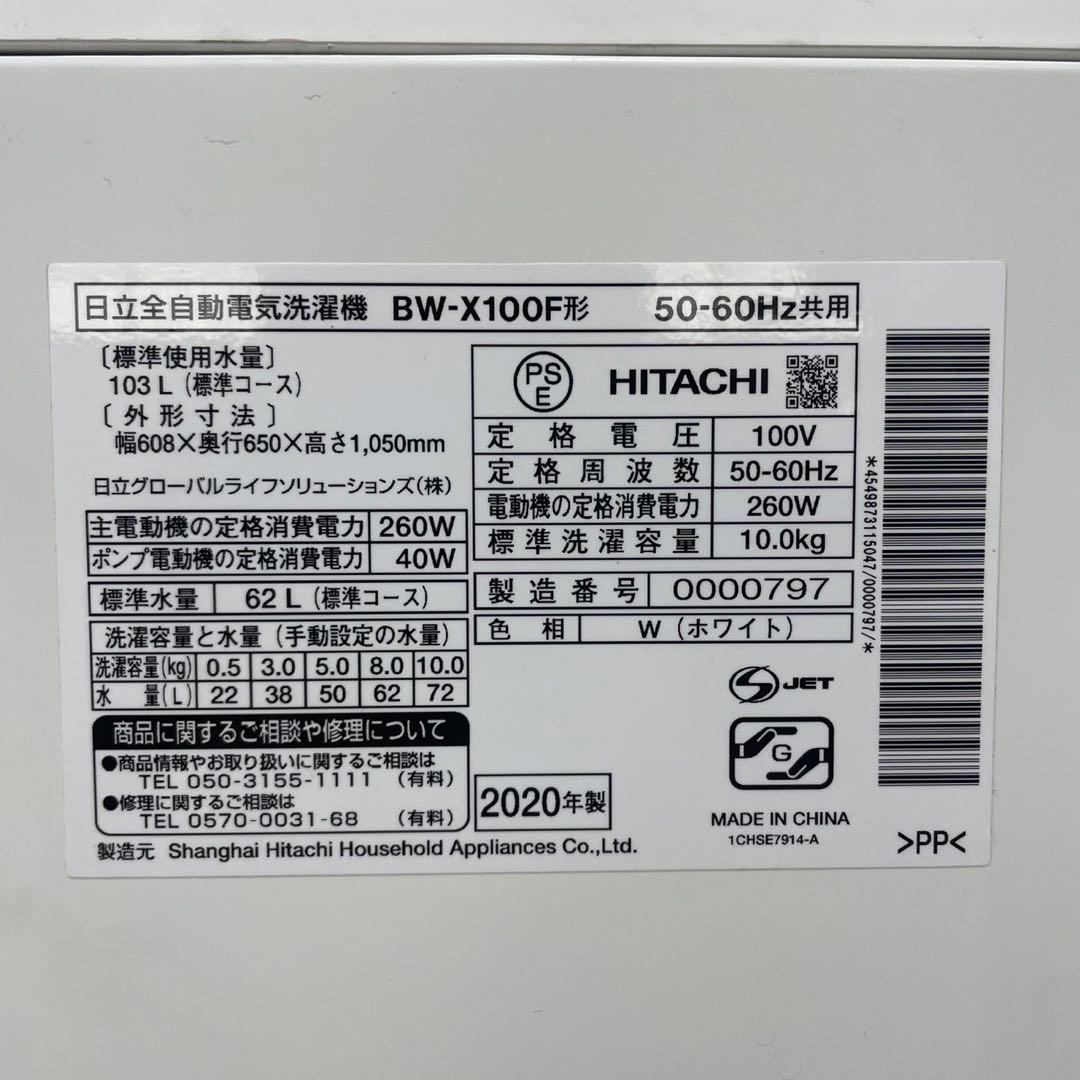 日立全自動電気洗濯機 BW-X100F形 50-60Hz共用
〔標準使用水量〕
103 L (標準コース)
〔外形寸法〕
幅608×奥行650×高さ1,050mm
日立グローバルライフソリューションズ(株)
主電動機の定格消費電力 260W
ポンプ電動機の定格消費電力 40W
標準水量 62 L (標準コース)
洗濯容量と水量 (手動設定の水量)
洗濯容量(kg) 0.5 3.0 5.0 8.0 10.0
水量(L) 22 38 50 62 72
商品に関するご相談や修理について
●商品情報やお取り扱いに関するご相談は
TEL 050-3155-1111 (有料)
●修理に関するご相談は
TEL 0570-0031-68 (有料)
製造元 Shanghai Hitachi Household Appliances Co.,Ltd.
PS E HITACHI
定格電圧 100V
定格周波数 50-60Hz
電動機の定格消費電力 260W
標準洗濯容量 10.0kg
製造番号 0000797
色相 W (ホワイト)
S JET
G
2020年製
MADE IN CHINA
1CHSE7914-A
*4549873115047/0000797/*
>PP<